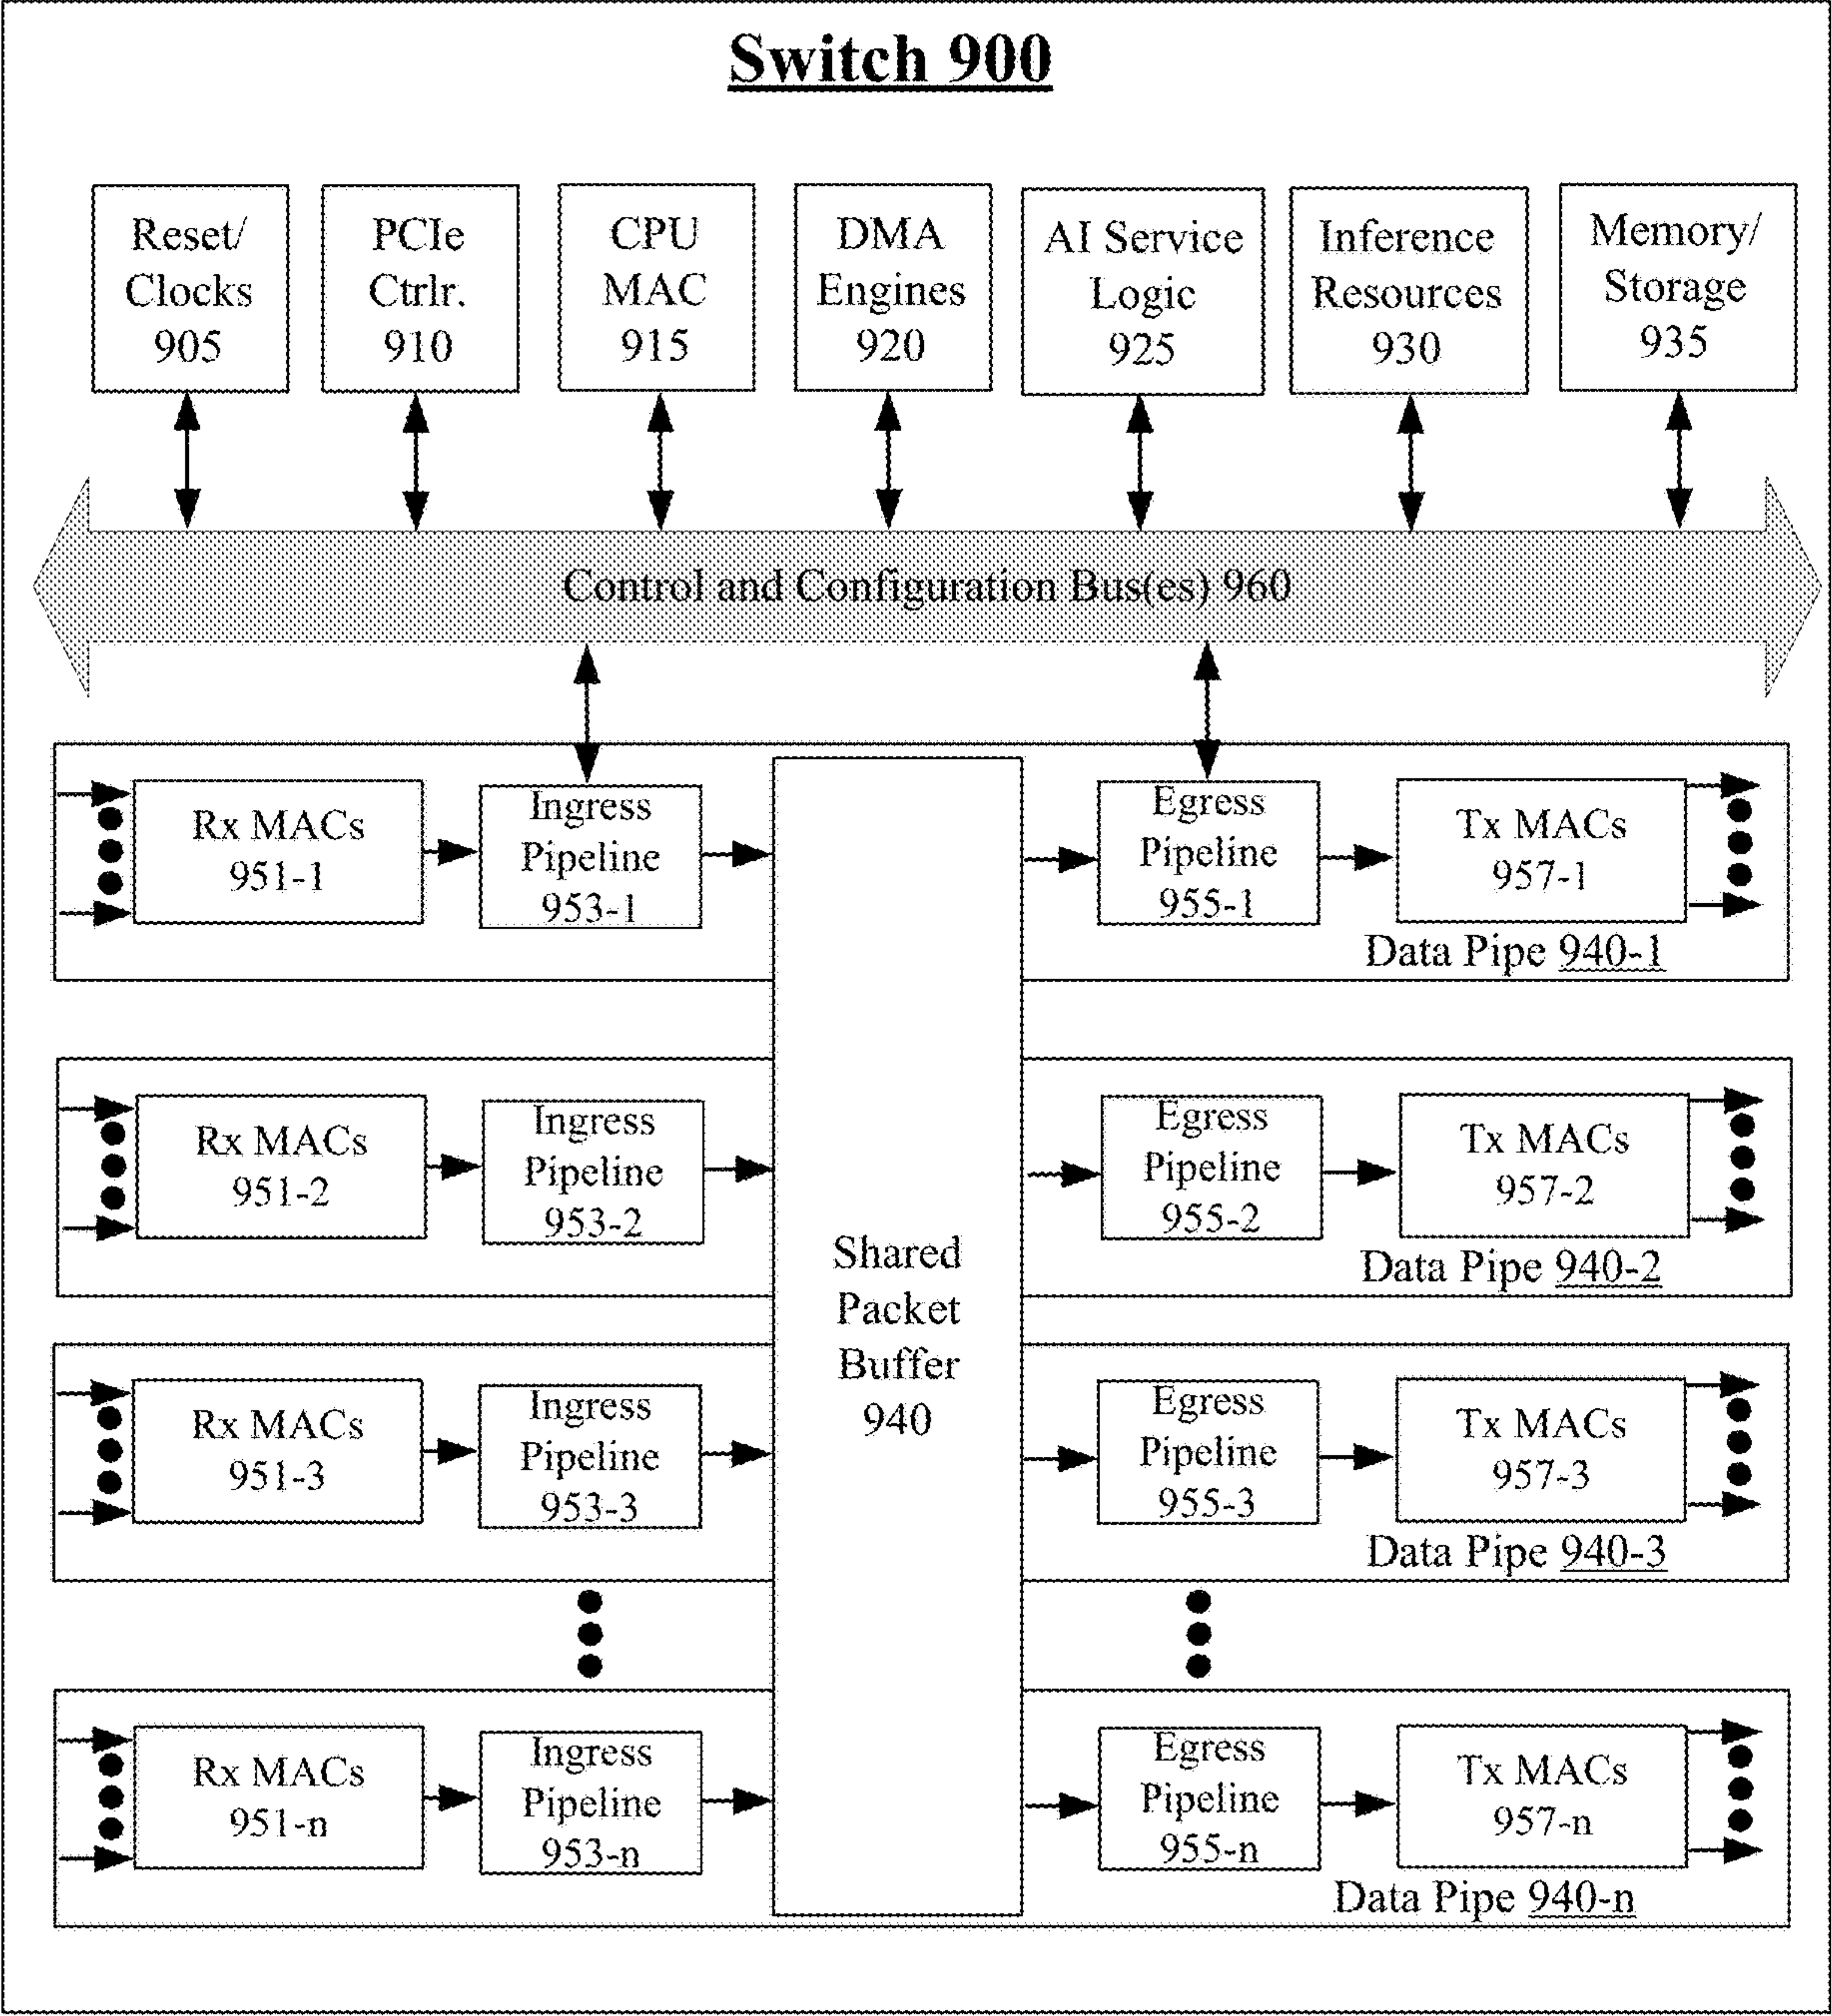 Switch 900
Reset/
Clocks
905
PCIe
Ctrlr.
910
CPU
MAC
915
DMA
Engines
920
AI Service
Logic
925
Inference
Resources
930
Memory/
Storage
935
Control and Configuration Bus(es) 960
Rx MACs
951-1
Ingress
Pipeline
953-1
Egress
Pipeline
955-1
Tx MACs
957-1
Data Pipe 940-1
Rx MACs
951-2
Ingress
Pipeline
953-2
Egress
Pipeline
955-2
Tx MACs
957-2
Data Pipe 940-2
Shared
Packet
Buffer
940
Rx MACs
951-3
Ingress
Pipeline
953-3
Egress
Pipeline
955-3
Tx MACs
957-3
Data Pipe 940-3
Rx MACs
951-n
Ingress
Pipeline
953-n
Egress
Pipeline
955-n
Tx MACs
957-n
Data Pipe 940-n